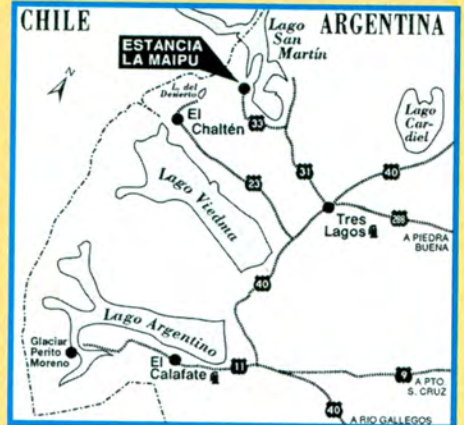 CHILE
ARGENTINA
Lago
San
Martín
ESTANCIA
LA MAIPU
N
L. del
Desierto
El
Chaltén
Lago
Car-
diel
33
31
40
23
Lago Viedma
Tres
Lagos
288
A PIEDRA
BUENA
40
Lago Argentino
Glaciar
Perito
Moreno
El
Calafate
11
9
A PTO.
S. CRUZ
40
A RIO GALLEGOS